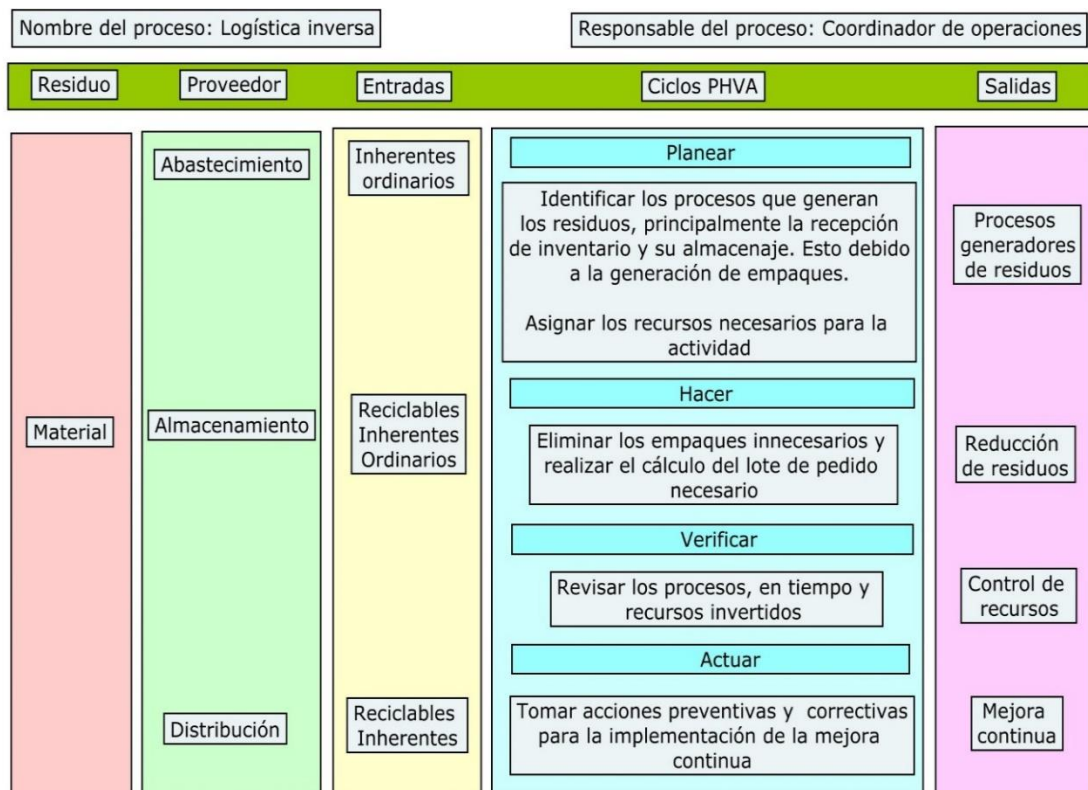 Nombre del proceso: Logística inversa
Responsable del proceso: Coordinador de operaciones
Residuo
Proveedor
Entradas
Ciclos PHVA
Salidas
Material
Abastecimiento
Almacenamiento
Distribución
Inherentes
ordinarios
Reciclables
Inherentes
Ordinarios
Reciclables
Inherentes
Planear
Identificar los procesos que generan
los residuos, principalmente la recepción
de inventario y su almacenaje. Esto debido
a la generación de empaques.
Asignar los recursos necesarios para la
actividad
Hacer
Eliminar los empaques innecesarios y
realizar el cálculo del lote de pedido
necesario
Verificar
Revisar los procesos, en tiempo y
recursos invertidos
Actuar
Tomar acciones preventivas y correctivas
para la implementación de la mejora
continua
Procesos
generadores
de residuos
Reducción
de residuos
Control de
recursos
Mejora
continua